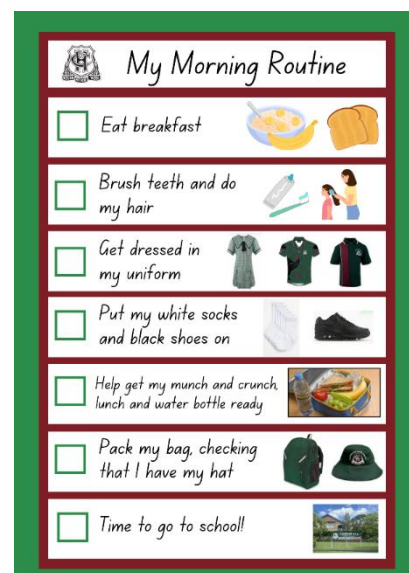 My Morning Routine
Eat breakfast
Brush teeth and do
my hair
Get dressed in
my uniform
Put my white socks
and black shoes on
Help get my munch and crunch,
lunch and water bottle ready
Pack my bag, checking
that I have my hat
Time to go to school!